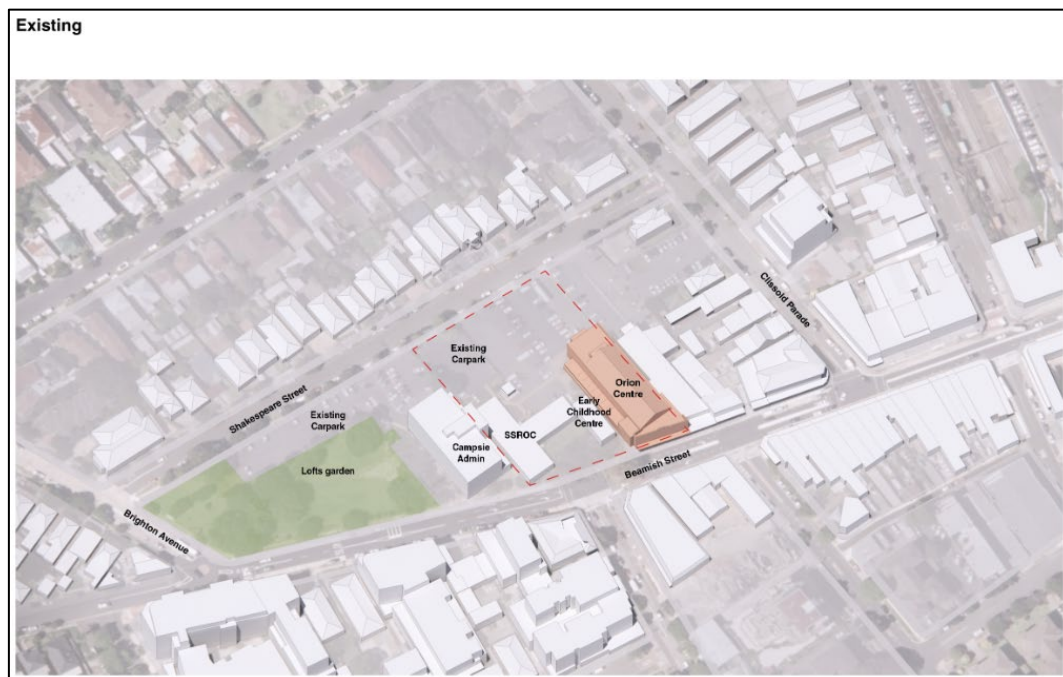 Existing
Clissold Parade
Existing
Carpark
Orion
Centre
Early
Childhood
Centre
Shakespeare Street
Existing
Carpark
SSROC
Campsie
Admin
Beamish Street
Lofts garden
Brighton Avenue